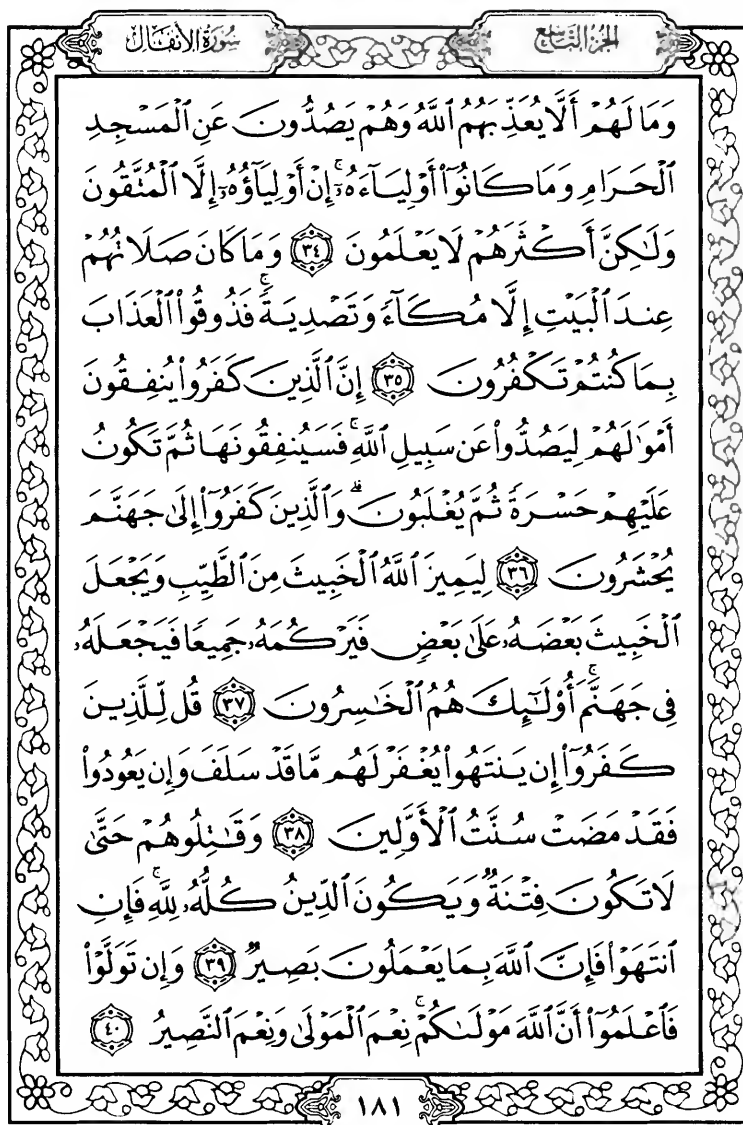 الجزء التاسع
سورة الأنفال
وَمَا لَهُمْ أَلَّا يُعَذِّبَهُمُ ٱللَّهُ وَهُمْ يَصُدُّونَ عَنِ ٱلْمَسْجِدِ
ٱلْحَرَامِ وَمَا كَانُوٓا۟ أَوْلِيَآءَهُۥٓ ۚ إِنْ أَوْلِيَآؤُهُۥٓ إِلَّا ٱلْمُتَّقُونَ
وَلَٰكِنَّ أَكْثَرَهُمْ لَا يَعْلَمُونَ ٣٤ وَمَا كَانَ صَلَاتُهُمْ
عِندَ ٱلْبَيْتِ إِلَّا مُكَآءً وَتَصْدِيَةً ۚ فَذُوقُوا۟ ٱلْعَذَابَ
بِمَا كُنتُمْ تَكْفُرُونَ ٣٥ إِنَّ ٱلَّذِينَ كَفَرُوا۟ يُنفِقُونَ
أَمْوَٰلَهُمْ لِيَصُدُّوا۟ عَن سَبِيلِ ٱللَّهِ ۚ فَسَيُنفِقُونَهَا ثُمَّ تَكُونُ
عَلَيْهِمْ حَسْرَةً ثُمَّ يُغْلَبُونَ ۗ وَٱلَّذِينَ كَفَرُوٓا۟ إِلَىٰ جَهَنَّمَ
يُحْشَرُونَ ٣٦ لِيَمِيزَ ٱللَّهُ ٱلْخَبِيثَ مِنَ ٱلطَّيِّبِ وَيَجْعَلَ
ٱلْخَبِيثَ بَعْضَهُۥ عَلَىٰ بَعْضٍ فَيَرْكُمَهُۥ جَمِيعًا فَيَجْعَلَهُۥ
فِى جَهَنَّمَ ۚ أُو۟لَٰٓئِكَ هُمُ ٱلْخَٰسِرُونَ ٣٧ قُل لِّلَّذِينَ
كَفَرُوٓا۟ إِن يَنتَهُوا۟ يُغْفَرْ لَهُم مَّا قَدْ سَلَفَ وَإِن يَعُودُوا۟
فَقَدْ مَضَتْ سُنَّتُ ٱلْأَوَّلِينَ ٣٨ وَقَٰتِلُوهُمْ حَتَّىٰ
لَا تَكُونَ فِتْنَةٌ وَيَكُونَ ٱلدِّينُ كُلُّهُۥ لِلَّهِ ۚ فَإِنِ
ٱنتَهَوْا۟ فَإِنَّ ٱللَّهَ بِمَا يَعْمَلُونَ بَصِيرٌ ٣٩ وَإِن تَوَلَّوْا۟
فَٱعْلَمُوٓا۟ أَنَّ ٱللَّهَ مَوْلَىٰكُمْ ۚ نِعْمَ ٱلْمَوْلَىٰ وَنِعْمَ ٱلنَّصِيرُ ٤٠
١٨١